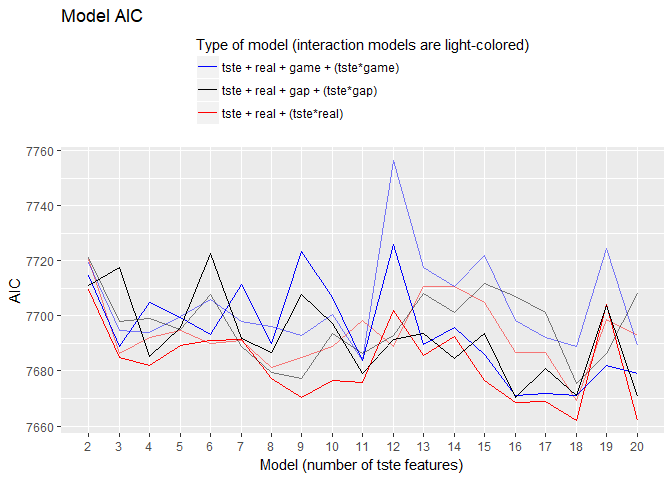 Model AIC
Type of model (interaction models are light-colored)
tste + real + game + (tste*game)
tste + real + gap + (tste*gap)
tste + real + (tste*real)
7760
7740
7720
7700
7680
7660
AIC
2 3 4 5 6 7 8 9 10 11 12 13 14 15 16 17 18 19 20
Model (number of tste features)